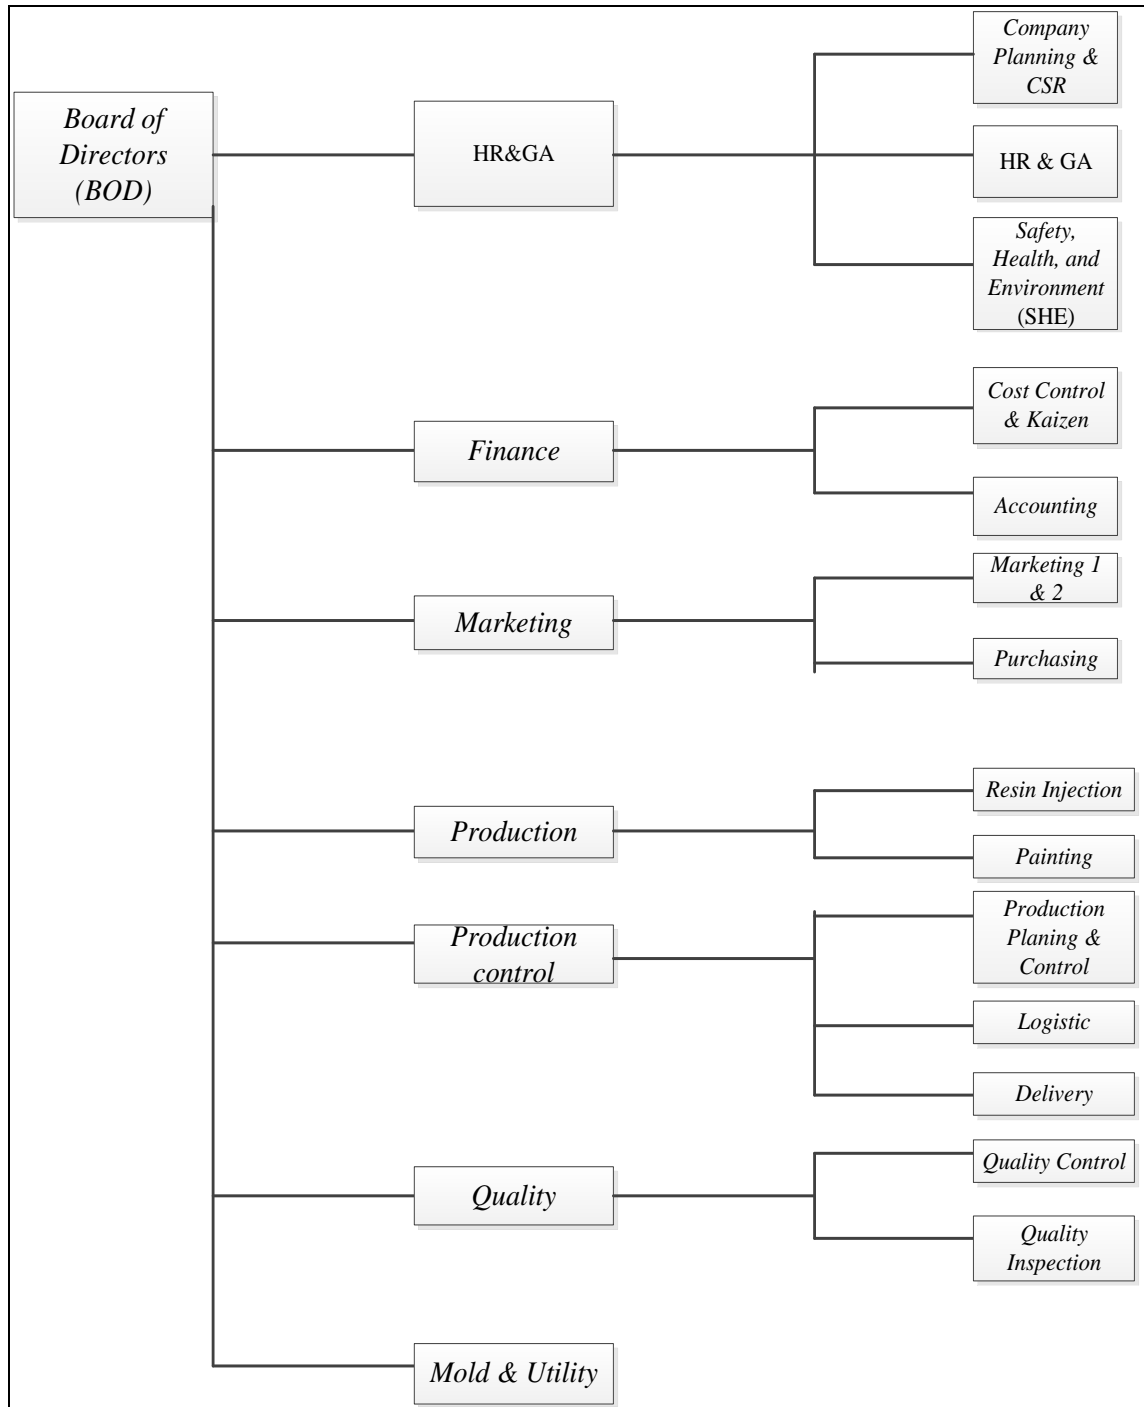 Board of
Directors
(BOD)
HR&GA
Company
Planning &
CSR
HR & GA
Safety,
Health, and
Environment
(SHE)
Finance
Cost Control
& Kaizen
Accounting
Marketing
Marketing 1
& 2
Purchasing
Production
Resin Injection
Painting
Production
control
Production
Planing &
Control
Logistic
Delivery
Quality
Quality Control
Quality
Inspection
Mold & Utility